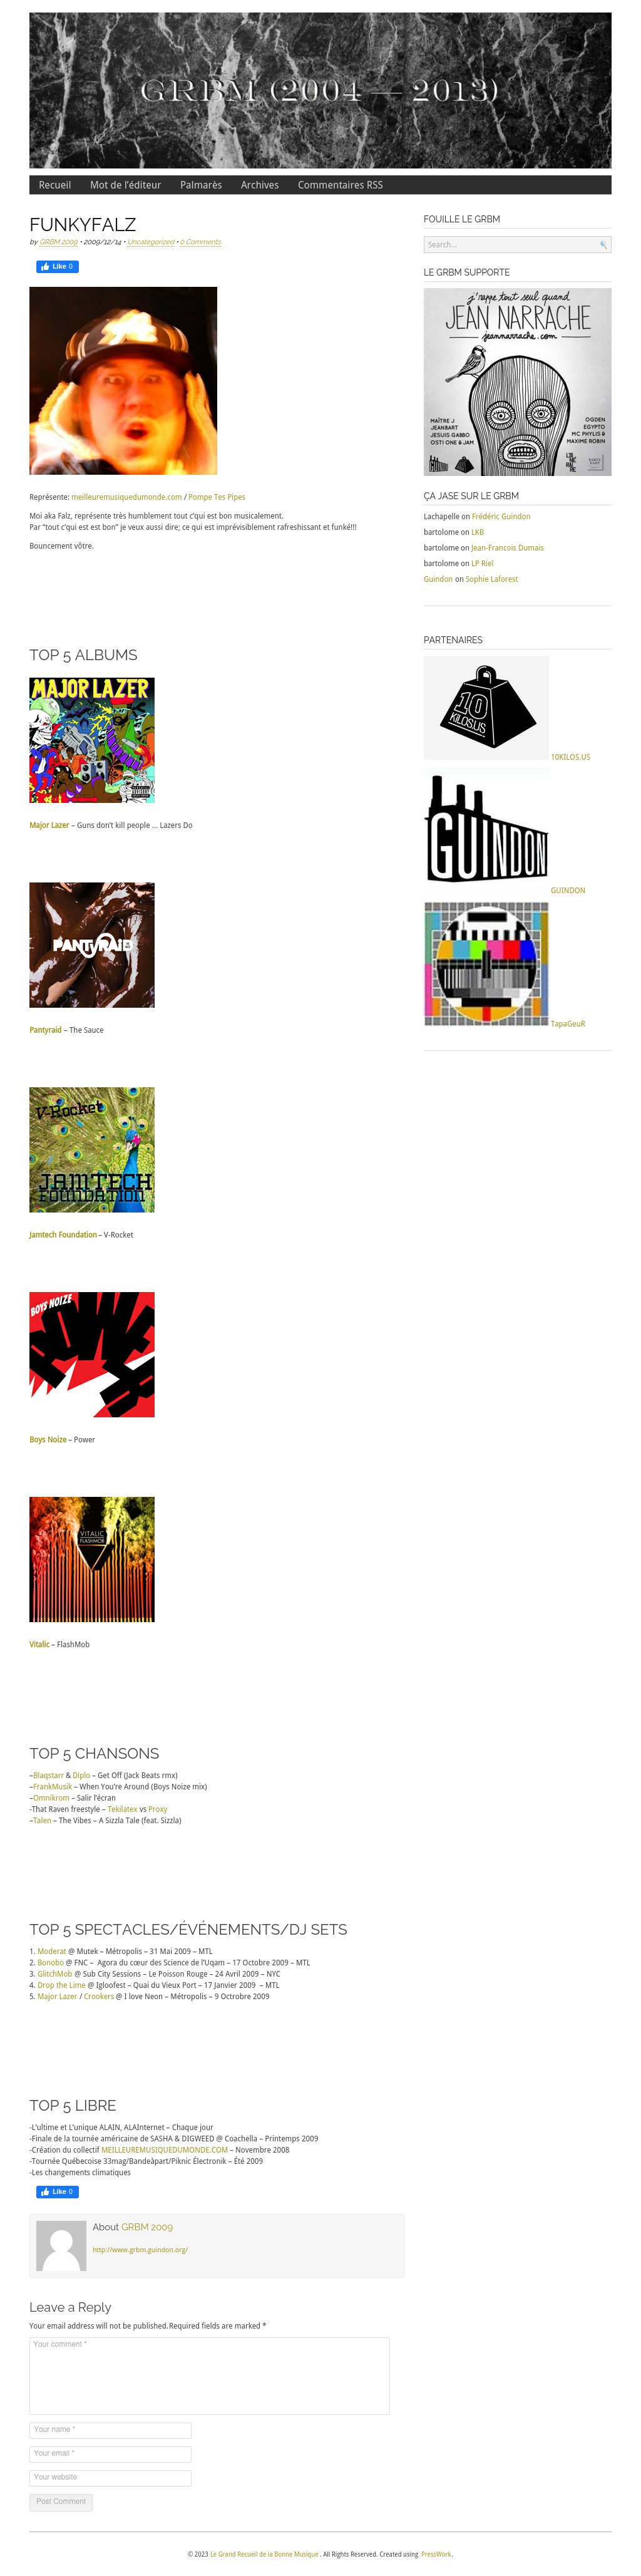 GRBM (2004 — 2013)
Recueil Mot de l'éditeur Palmarès Archives Commentaires RSS
FUNKYFALZ
by GRBM 2009 • 2009/12/14 • Uncategorized • 0 Comments
Like 0
Représente: meilleuremusiquedumonde.com / Pompe Tes Pipes
Moi aka Falz, représente très humblement tout c'qui est bon musicalement.
Par "tout c'qui est est bon" je veux aussi dire; ce qui est imprévisiblement rafreshissant et funké!!!
Bouncement vôtre.
TOP 5 ALBUMS
MAJOR LAZER
Major Lazer – Guns don't kill people … Lazers Do
PANTYRAID
Pantyraid – The Sauce
V-Rocket
JAMTECH
FOUNDATION
Jamtech Foundation – V-Rocket
BOYS NOIZE
Boys Noize – Power
VITALIC
FLASHMOB
Vitalic – FlashMob
TOP 5 CHANSONS
–Blaqstarr & Diplo – Get Off (Jack Beats rmx)
–FrankMusik – When You're Around (Boys Noize mix)
–Omnikrom – Salir l'écran
-That Raven freestyle – Tekilatex vs Proxy
–Talen – The Vibes – A Sizzla Tale (feat. Sizzla)
TOP 5 SPECTACLES/ÉVÉNEMENTS/DJ SETS
1. Moderat @ Mutek – Métropolis – 31 Mai 2009 – MTL
2. Bonobo @ FNC – Agora du cœur des Science de l'Uqam – 17 Octobre 2009 – MTL
3. GlitchMob @ Sub City Sessions – Le Poisson Rouge – 24 Avril 2009 – NYC
4. Drop the Lime @ Igloofest – Quai du Vieux Port – 17 Janvier 2009 – MTL
5. Major Lazer / Crookers @ I love Neon – Métropolis – 9 Orctobre 2009
TOP 5 LIBRE
-L'ultime et L'unique ALAIN, ALAInternet – Chaque jour
-Finale de la tournée américaine de SASHA & DIGWEED @ Coachella – Printemps 2009
-Création du collectif MEILLEUREMUSIQUEDUMONDE.COM – Novembre 2008
-Tournée Québecoise 33mag/Bandeàpart/Piknic Électronik – Été 2009
-Les changements climatiques
Like 0
About GRBM 2009
http://www.grbm.guindon.org/
Leave a Reply
Your email address will not be published. Required fields are marked *
Your comment *
Your name *
Your email *
Your website
Post Comment
FOUILLE LE GRBM
Search...
LE GRBM SUPPORTE
j'rappe tout seul quand
JEAN NARRACHE
jeannarrache.com
MAÎTRE J
JEANBART
JESUIS GABBO
OSTI ONE & JAM
OGDEN
EGYPTO
MC PHYLIS &
MAXIME ROBIN
ÇA JASE SUR LE GRBM
Lachapelle on Frédéric Guindon
bartolome on LKB
bartolome on Jean-Francois Dumais
bartolome on LP Riel
Guindon on Sophie Laforest
PARTENAIRES
10
KILOS.US
10KILOS.US
GUINDON
GUINDON
TapaGeuR
© 2023 Le Grand Recueil de la Bonne Musique . All Rights Reserved. Created using PressWork.